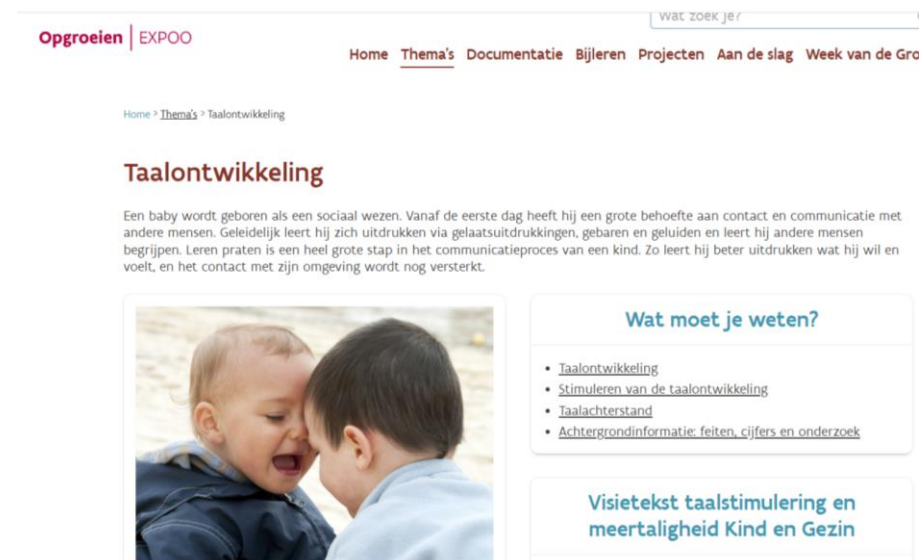 Wat zoek je?
Opgroeien | EXPOO
Home Thema's Documentatie Bijleren Projecten Aan de slag Week van de Gro
Home > Thema's > Taalontwikkeling
Taalontwikkeling
Een baby wordt geboren als een sociaal wezen. Vanaf de eerste dag heeft hij een grote behoefte aan contact en communicatie met
andere mensen. Geleidelijk leert hij zich uitdrukken via gelaatsuitdrukkingen, gebaren en geluiden en leert hij andere mensen
begrijpen. Leren praten is een heel grote stap in het communicatieproces van een kind. Zo leert hij beter uitdrukken wat hij wil en
voelt, en het contact met zijn omgeving wordt nog versterkt.
Wat moet je weten?
• Taalontwikkeling
• Stimuleren van de taalontwikkeling
• Taalachterstand
• Achtergrondinformatie: feiten, cijfers en onderzoek
Visietekst taalstimulering en
meertaligheid Kind en Gezin